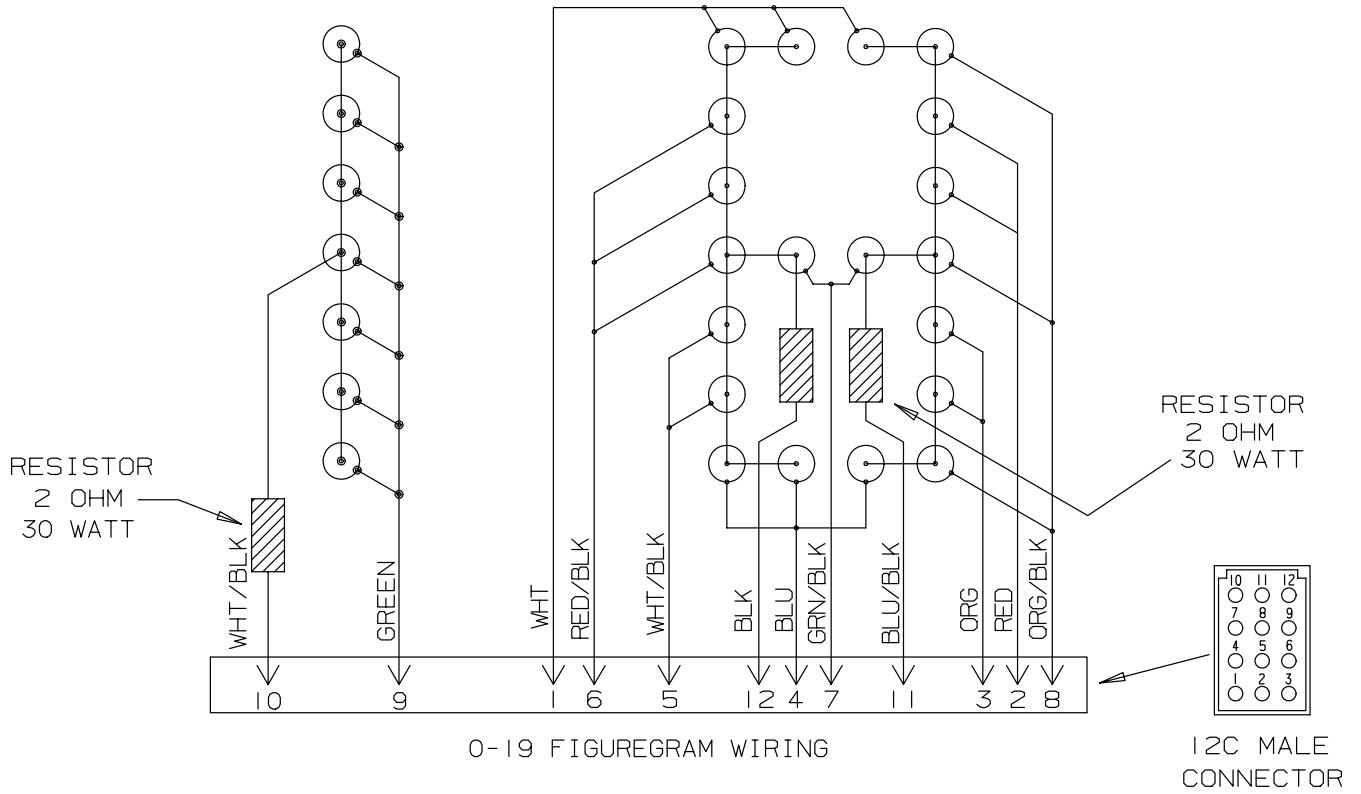 RESISTOR
2 OHM
30 WATT
RESISTOR
2 OHM
30 WATT
WHT/BLK
GREEN
WHT
RED/BLK
WHT/BLK
BLK
BLU
GRN/BLK
BLU/BLK
ORG
RED
ORG/BLK
10 11 12
7 8 9
4 5 6
1 2 3
10 9 1 6 5 12 4 7 11 3 2 8
0-19 FIGUREGRAM WIRING
12C MALE
CONNECTOR